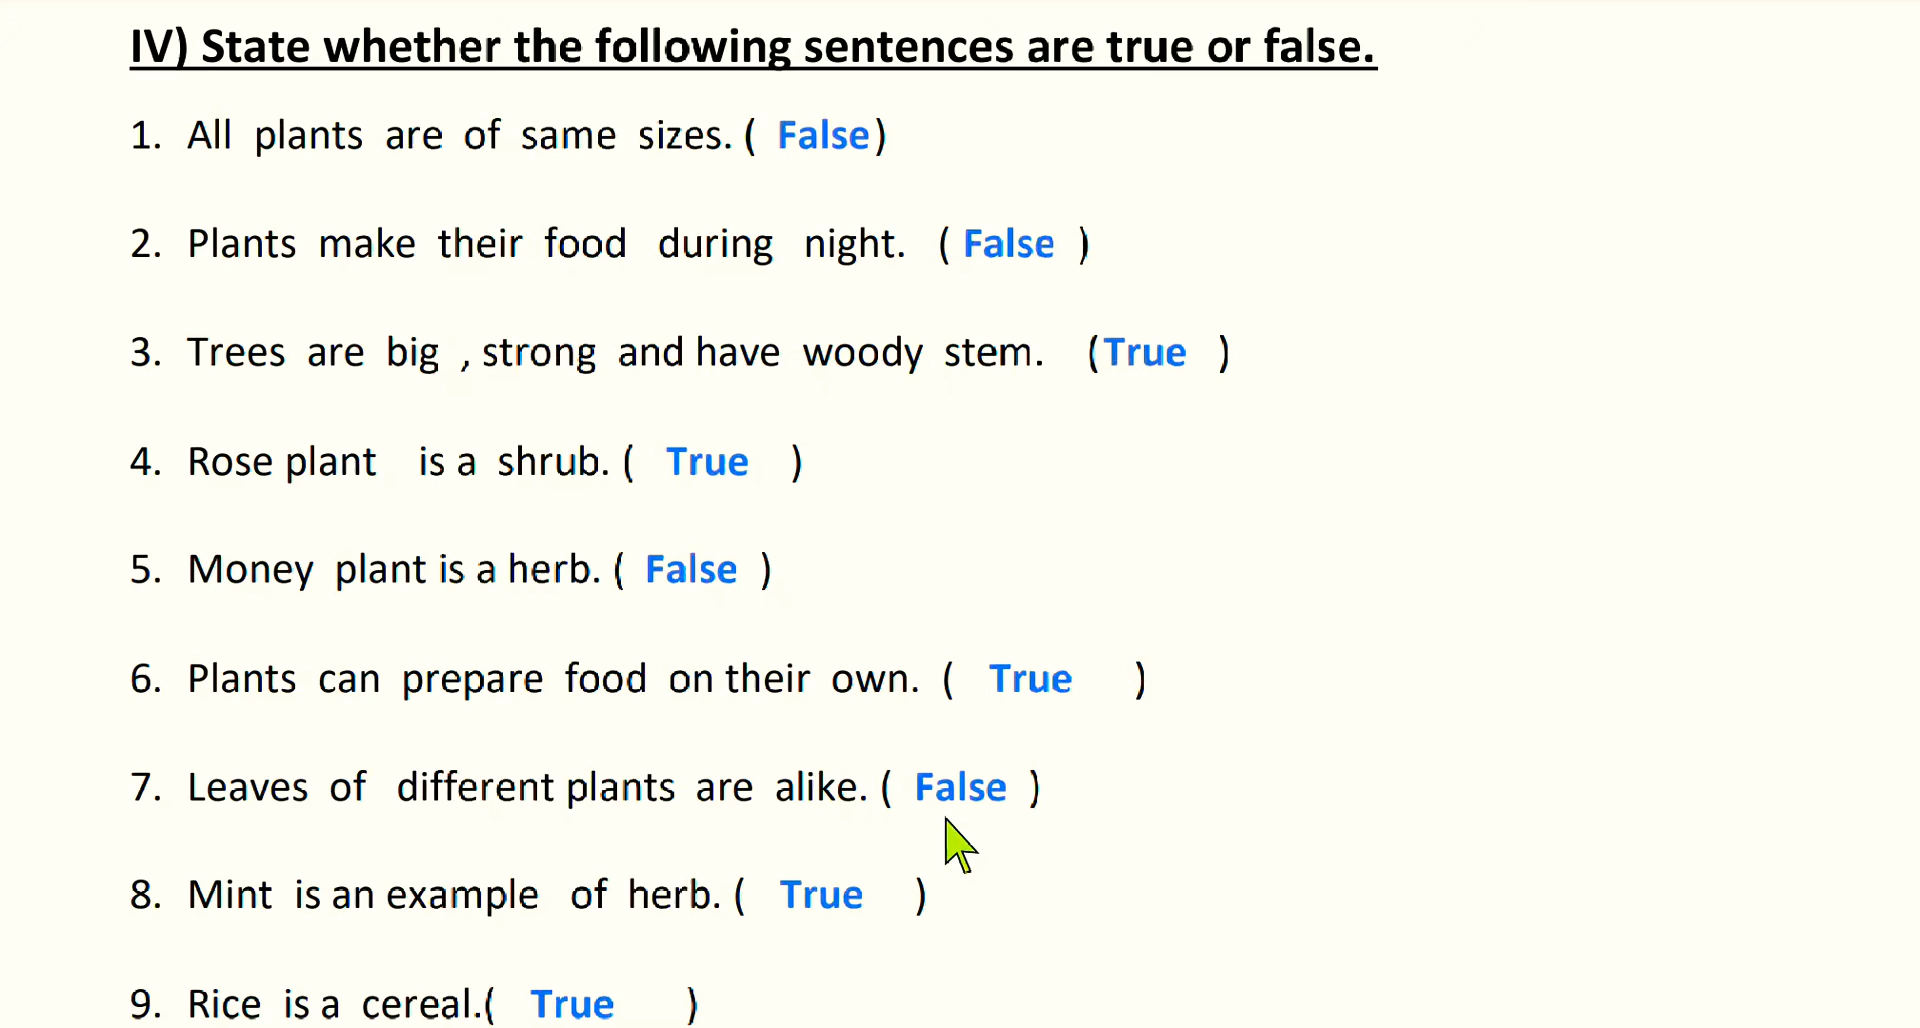 IV) State whether the following sentences are true or false.
1. All plants are of same sizes. ( False)
2. Plants make their food during night. ( False )
3. Trees are big , strong and have woody stem. (True )
4. Rose plant is a shrub. ( True )
5. Money plant is a herb. ( False )
6. Plants can prepare food on their own. ( True )
7. Leaves of different plants are alike. ( False )
8. Mint is an example of herb. ( True )
9. Rice is a cereal.( True )